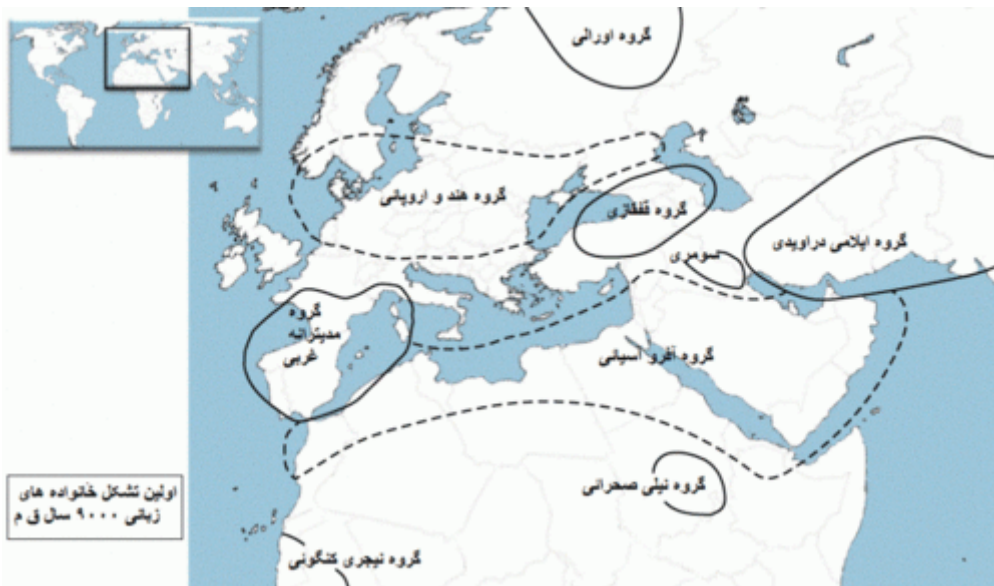 گروه اورالی
گروه هند و اروپائی
گروه قفقازی
گروه ایلامی دراویدی
سومری
گروه
مدیترانه
غربی
گروه آفرو آسیائی
گروه نیلی صحرائی
اولین تشکل خانواده های
زبانی ۹۰۰۰ سال ق م
گروه نیجری کنگوئی